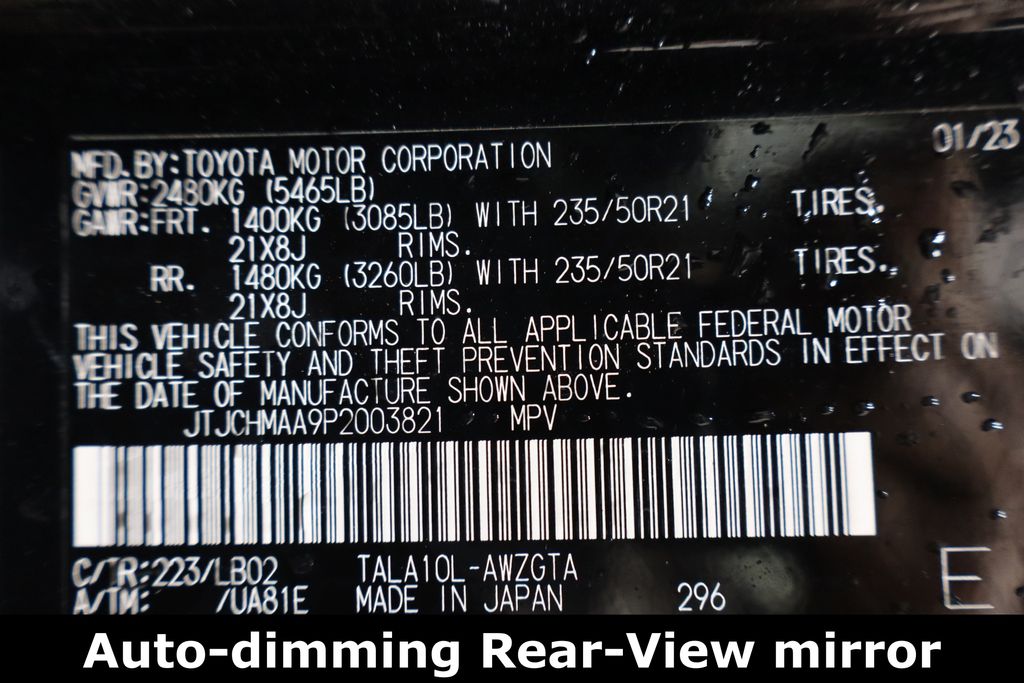 01/23
MFD. BY: TOYOTA MOTOR CORPORATION
GVWR: 2480KG (5465LB)
GAWR: FRT. 1400KG (3085LB) WITH 235/50R21 TIRES.
21X8J RIMS.
RR. 1480KG (3260LB) WITH 235/50R21 TIRES.
21X8J RIMS.
THIS VEHICLE CONFORMS TO ALL APPLICABLE FEDERAL MOTOR
VEHICLE SAFETY AND THEFT PREVENTION STANDARDS IN EFFECT ON
THE DATE OF MANUFACTURE SHOWN ABOVE.
JTJCHMAA9P2003821 MPV
C/TR: 223/LB02 TALA10L-AWZGTA E
A/TM: /UA81E MADE IN JAPAN 296
Auto-dimming Rear-View mirror